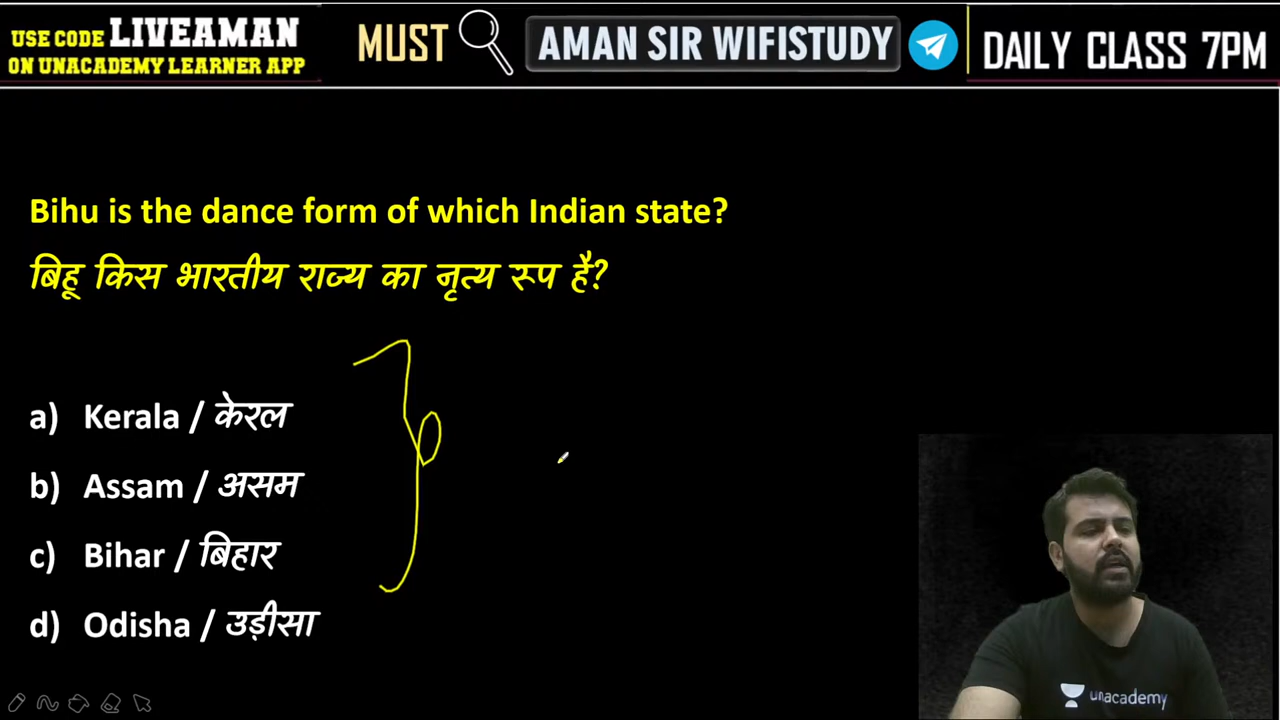 USE CODE LIVEAMAN
ON UNACADEMY LEARNER APP
MUST
AMAN SIR WIFISTUDY
DAILY CLASS 7PM
Bihu is the dance form of which Indian state?
बिहू किस भारतीय राज्य का नृत्य रूप है?
a) Kerala / केरल
b) Assam / असम
c) Bihar / बिहार
d) Odisha / उड़ीसा
unacademy